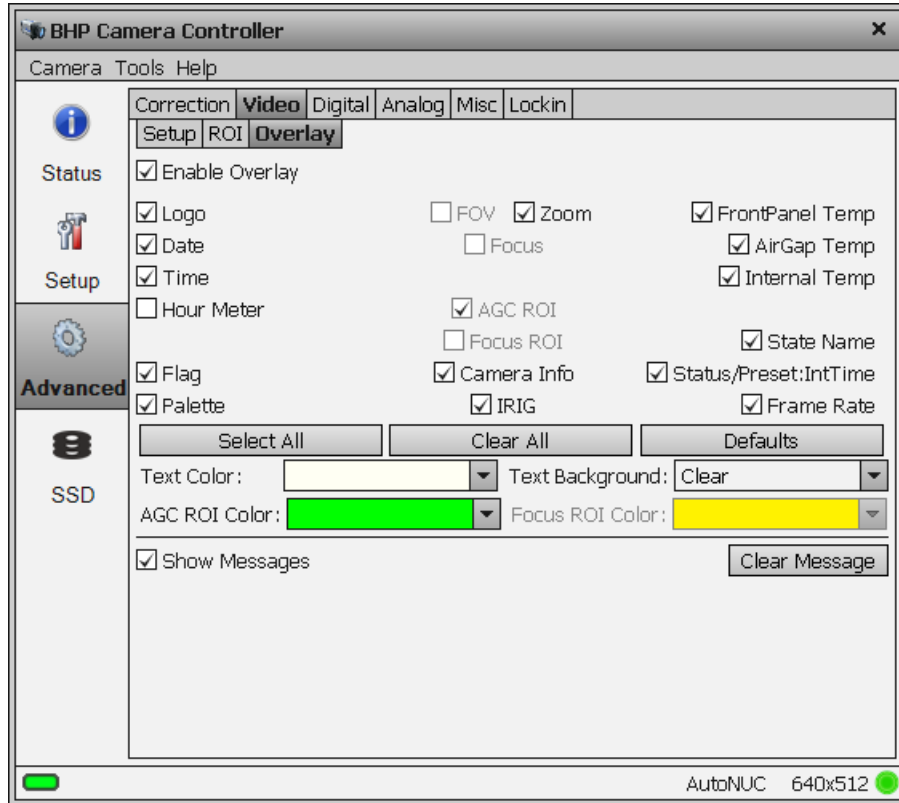 BHP Camera Controller
Camera Tools Help
Correction Video Digital Analog Misc Lockin
Setup ROI Overlay
Status
Enable Overlay
Logo FOV Zoom FrontPanel Temp
Date Focus AirGap Temp
Setup
Time Internal Temp
Hour Meter AGC ROI
Focus ROI State Name
Advanced
Flag Camera Info Status/Preset:IntTime
Palette IRIG Frame Rate
Select All Clear All Defaults
SSD
Text Color: Text Background: Clear
AGC ROI Color: Focus ROI Color:
Show Messages Clear Message
AutoNUC 640x512